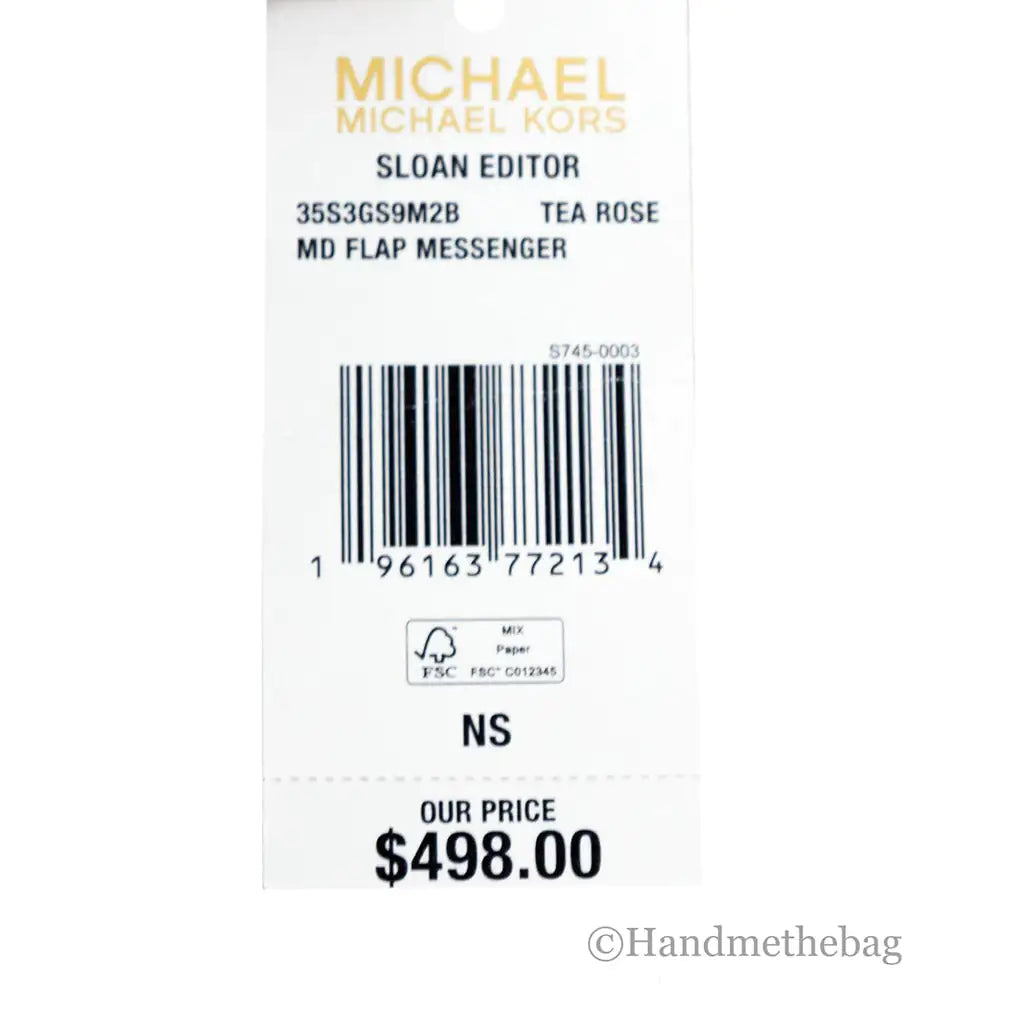 MICHAEL
MICHAEL KORS
SLOAN EDITOR
35S3GS9M2B TEA ROSE
MD FLAP MESSENGER
S745-0003
1 96163 77213 4
MIX
Paper
FSC™ C012345
FSC
NS
OUR PRICE
$498.00
©Handmethebag